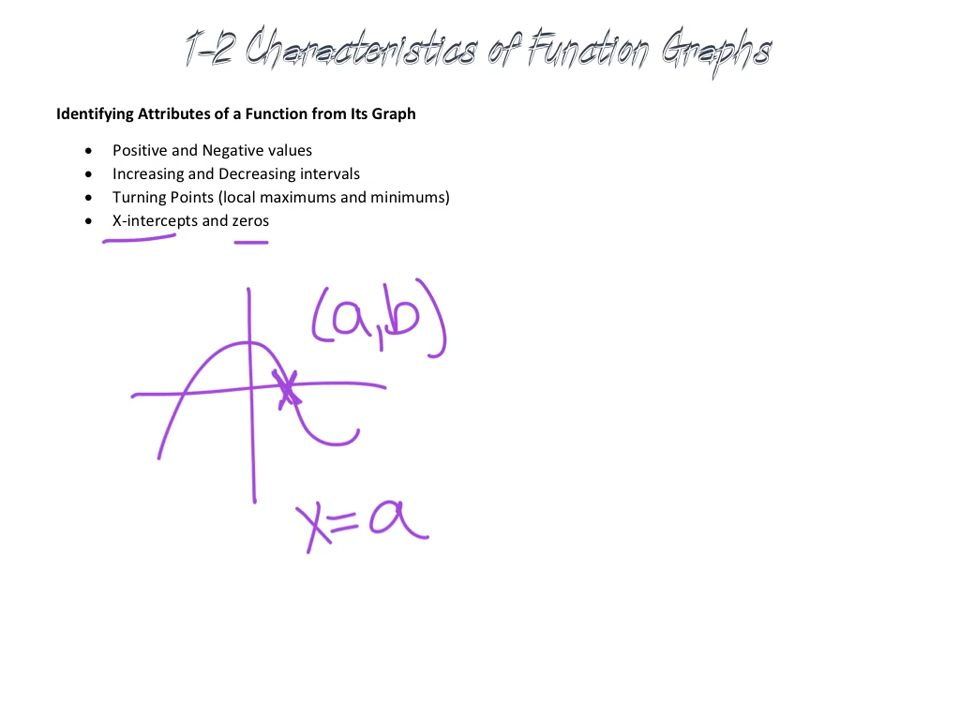 1-2 Characteristics of Function Graphs
Identifying Attributes of a Function from Its Graph
• Positive and Negative values
• Increasing and Decreasing intervals
• Turning Points (local maximums and minimums)
• X-intercepts and zeros
(a,b)
x=a